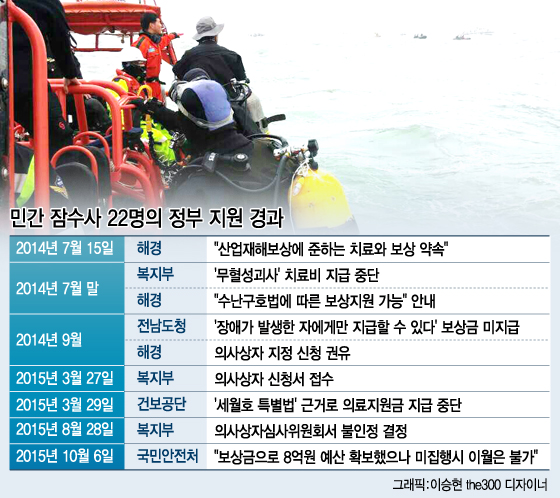 민간 잠수사 22명의 정부 지원 경과
2014년 7월 15일 해경 "산업재해보상에 준하는 치료와 보상 약속"
2014년 7월 말 복지부 '무혈성괴사' 치료비 지급 중단
해경 "수난구호법에 따른 보상지원 가능" 안내
2014년 9월 전남도청 '장애가 발생한 자에게만 지급할 수 있다' 보상금 미지급
해경 의사상자 지정 신청 권유
2015년 3월 27일 복지부 의사상자 신청서 접수
2015년 3월 29일 건보공단 '세월호 특별법' 근거로 의료지원금 지급 중단
2015년 8월 28일 복지부 의사상자심사위원회서 불인정 결정
2015년 10월 6일 국민안전처 "보상금으로 8억원 예산 확보했으나 미집행시 이월은 불가"
그래픽:이승현 the300 디자이너